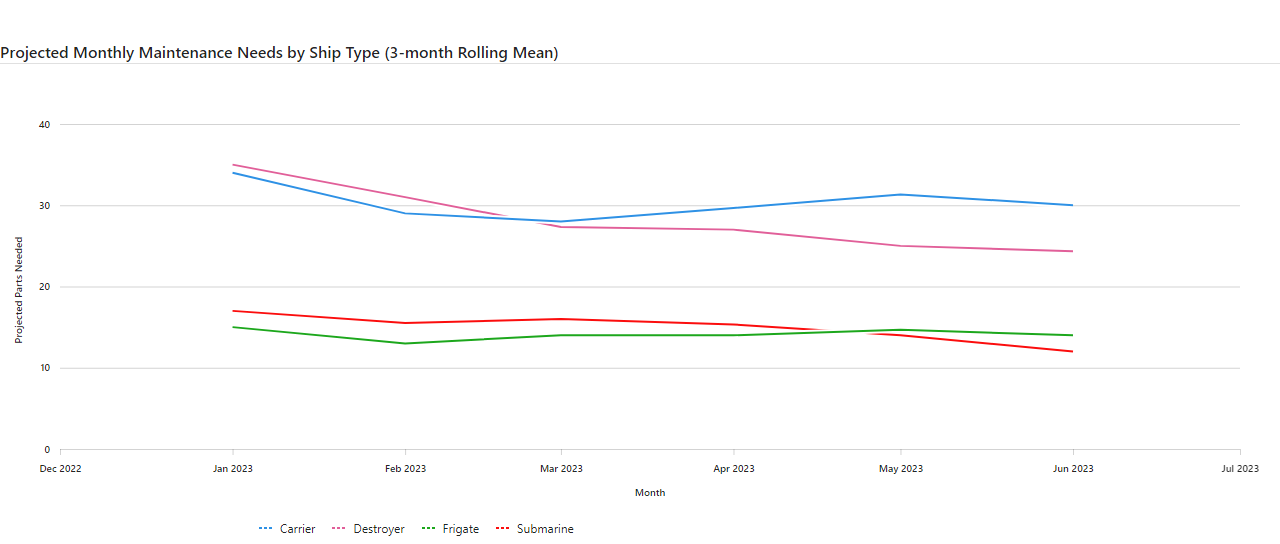 Projected Monthly Maintenance Needs by Ship Type (3-month Rolling Mean)
40
30
20
10
0
Projected Parts Needed
Dec 2022 Jan 2023 Feb 2023 Mar 2023 Apr 2023 May 2023 Jun 2023 Jul 2023
Month
Carrier Destroyer Frigate Submarine